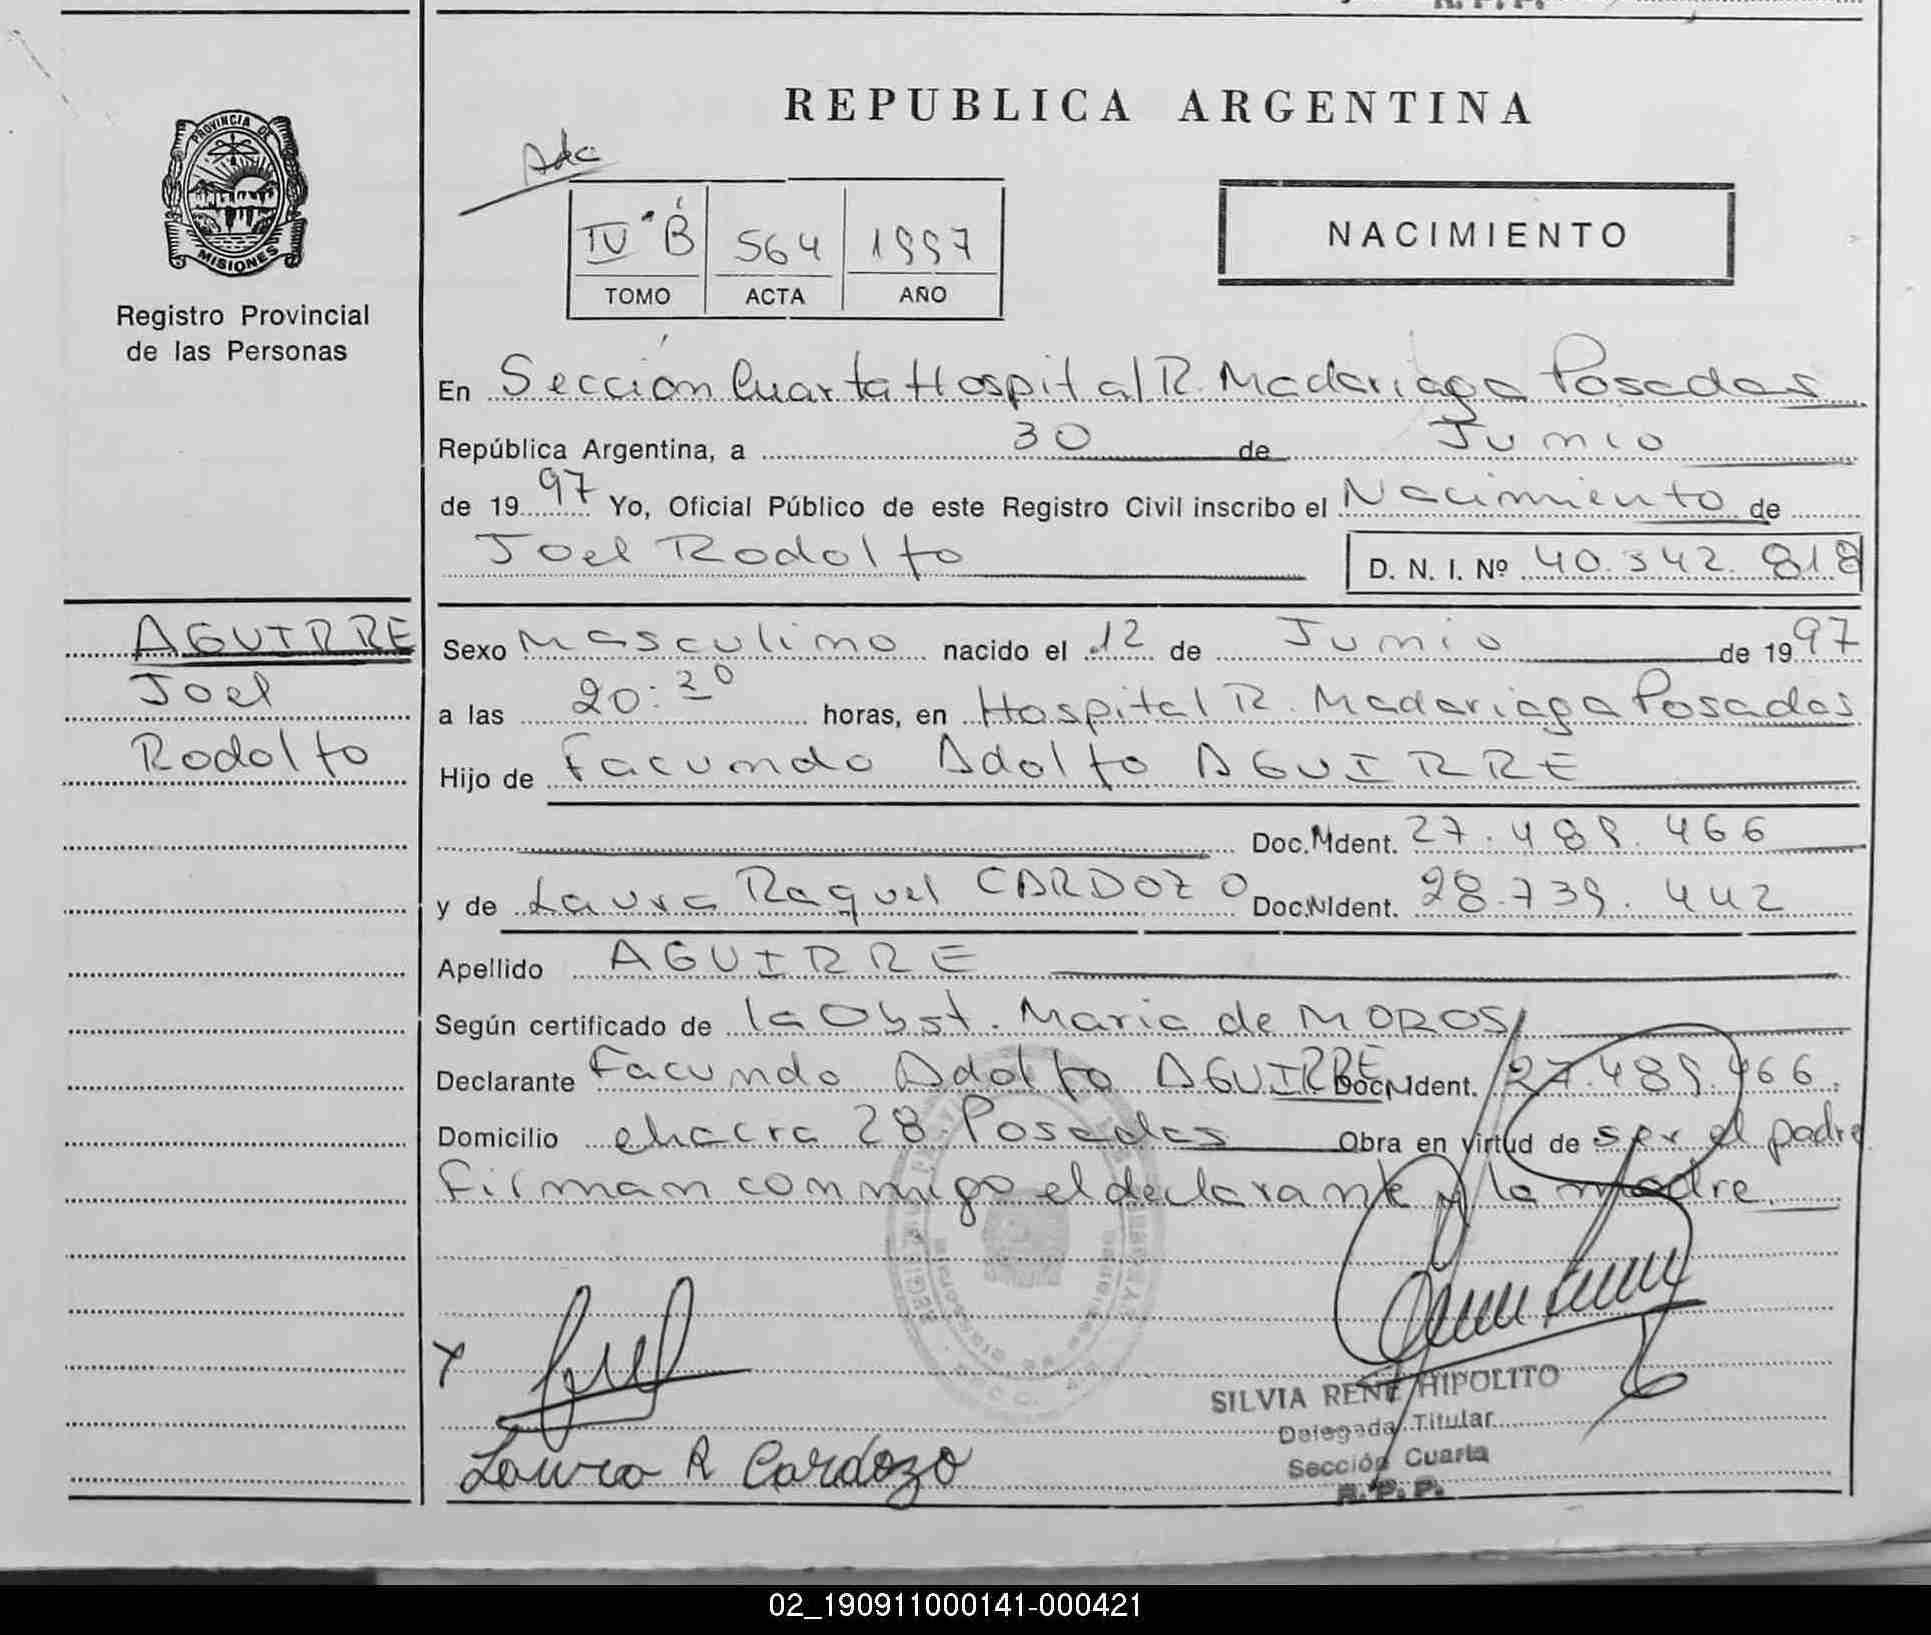 REPUBLICA ARGENTINA
PROVINCIA DE
MISIONES
Registro Provincial
de las Personas
IV B 564 1997
TOMO ACTA AÑO
NACIMIENTO
En Sección Cuarta Hospital R. Madariaga Posadas
República Argentina, a 30 de Junio
de 1997 Yo, Oficial Público de este Registro Civil inscribo el Nacimiento de
Joel Rodolfo D. N. I. Nº 40.342.818
AGUIRRE
Joel
Rodolfo
Sexo Masculino nacido el 12 de Junio de 1997
a las 20:30 horas, en Hospital R. Madariaga Posadas
Hijo de Facundo Adolfo AGUIRRE
Doc. Ident. 27.489.466
y de Laura Raquel CARDOZO Doc. Ident. 28.739.442
Apellido AGUIRRE
Según certificado de la Obst. Maria de MOROS
Declarante Facundo Adolfo AGUIRRE Doc. Ident. 27.489.466
Domicilio chacra 28 Posadas Obra en virtud de ser el padre
Firman conmigo el declarante y la madre.
Laura R Cardozo
SILVIA RENE HIPOLITO
Delegada Titular
Sección Cuarta
R. P. P.
02_190911000141-000421